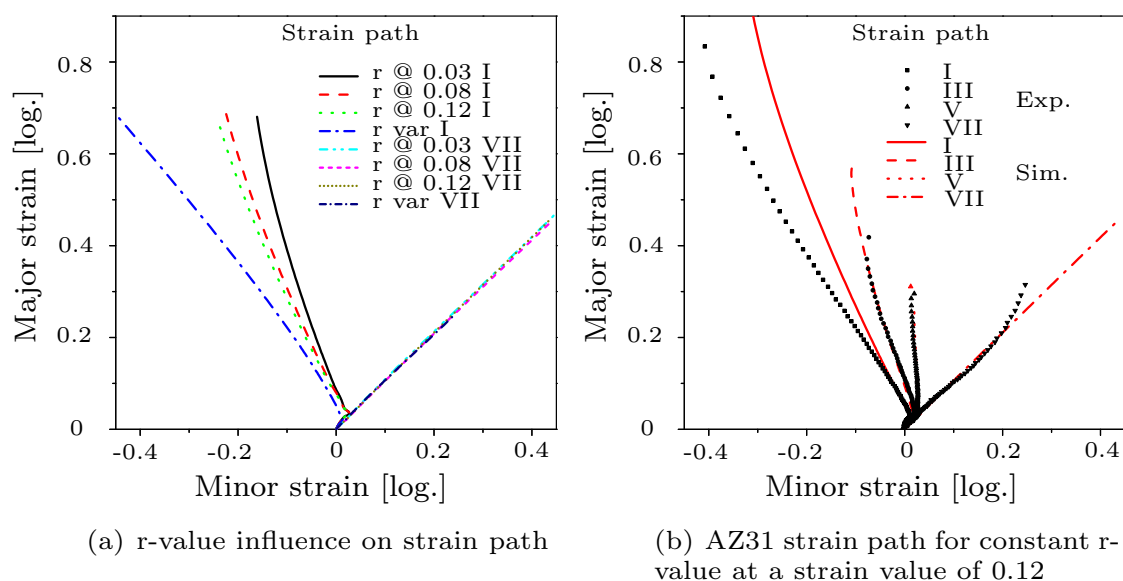 Strain path
r @ 0.03 I
r @ 0.08 I
r @ 0.12 I
r var I
r @ 0.03 VII
r @ 0.08 VII
r @ 0.12 VII
r var VII
0.8
0.6
0.4
0.2
0
-0.4
-0.2
0
0.2
0.4
Major strain [log.]
Minor strain [log.]
(a) r-value influence on strain path
Strain path
I
III
V
VII
Exp.
I
III
V
VII
Sim.
0.8
0.6
0.4
0.2
0
-0.4
-0.2
0
0.2
0.4
Major strain [log.]
Minor strain [log.]
(b) AZ31 strain path for constant r-
value at a strain value of 0.12